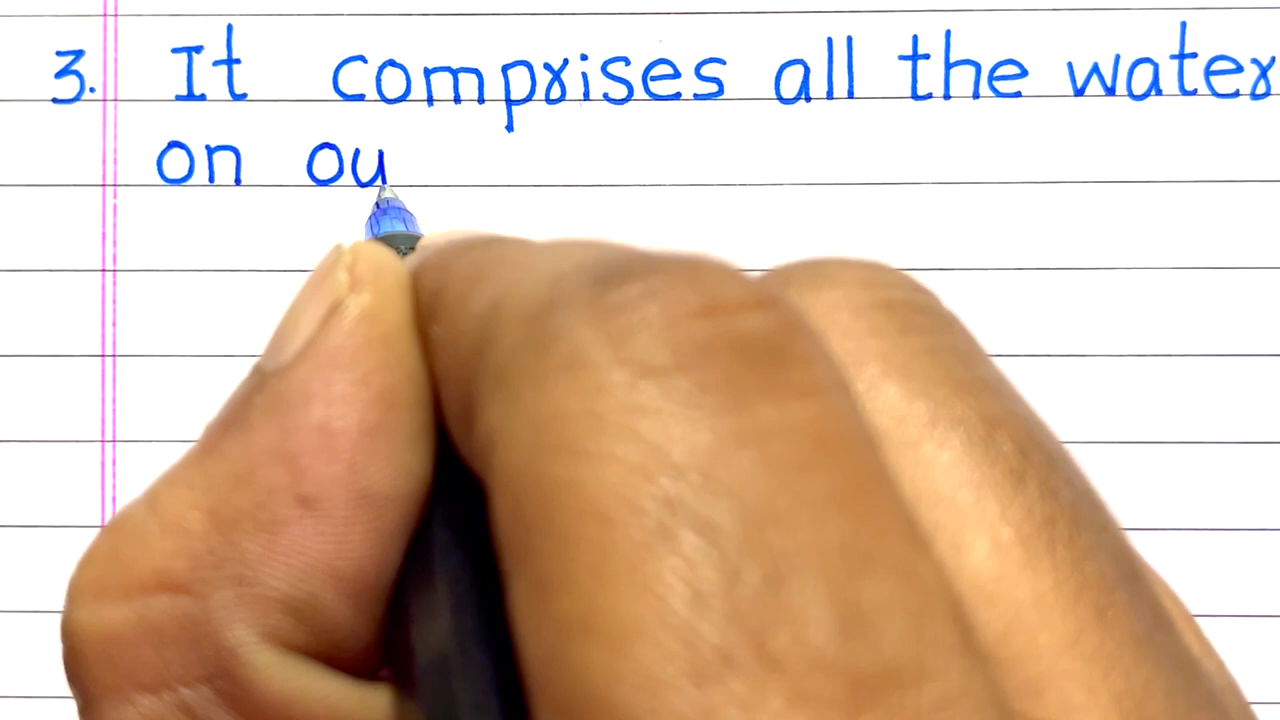 3. It comprises all the water
on ou